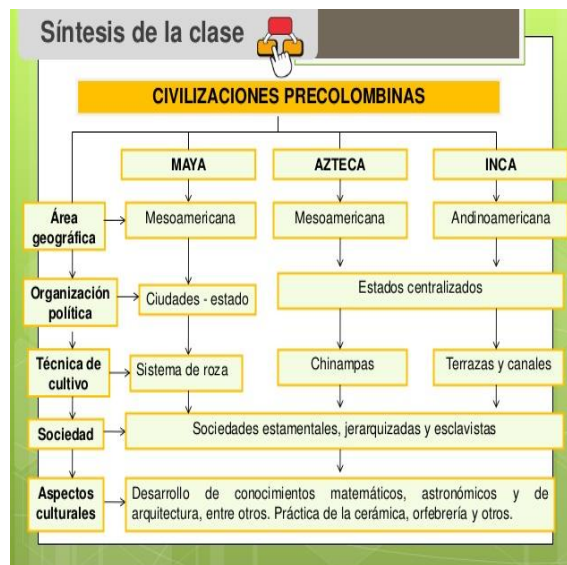 Síntesis de la clase
CIVILIZACIONES PRECOLOMBINAS
MAYA
AZTECA
INCA
Área
geográfica
Mesoamericana
Mesoamericana
Andinoamericana
Organización
política
Ciudades - estado
Estados centralizados
Técnica de
cultivo
Sistema de roza
Chinampas
Terrazas y canales
Sociedad
Sociedades estamentales, jerarquizadas y esclavistas
Aspectos
culturales
Desarrollo de conocimientos matemáticos, astronómicos y de
arquitectura, entre otros. Práctica de la cerámica, orfebrería y otros.